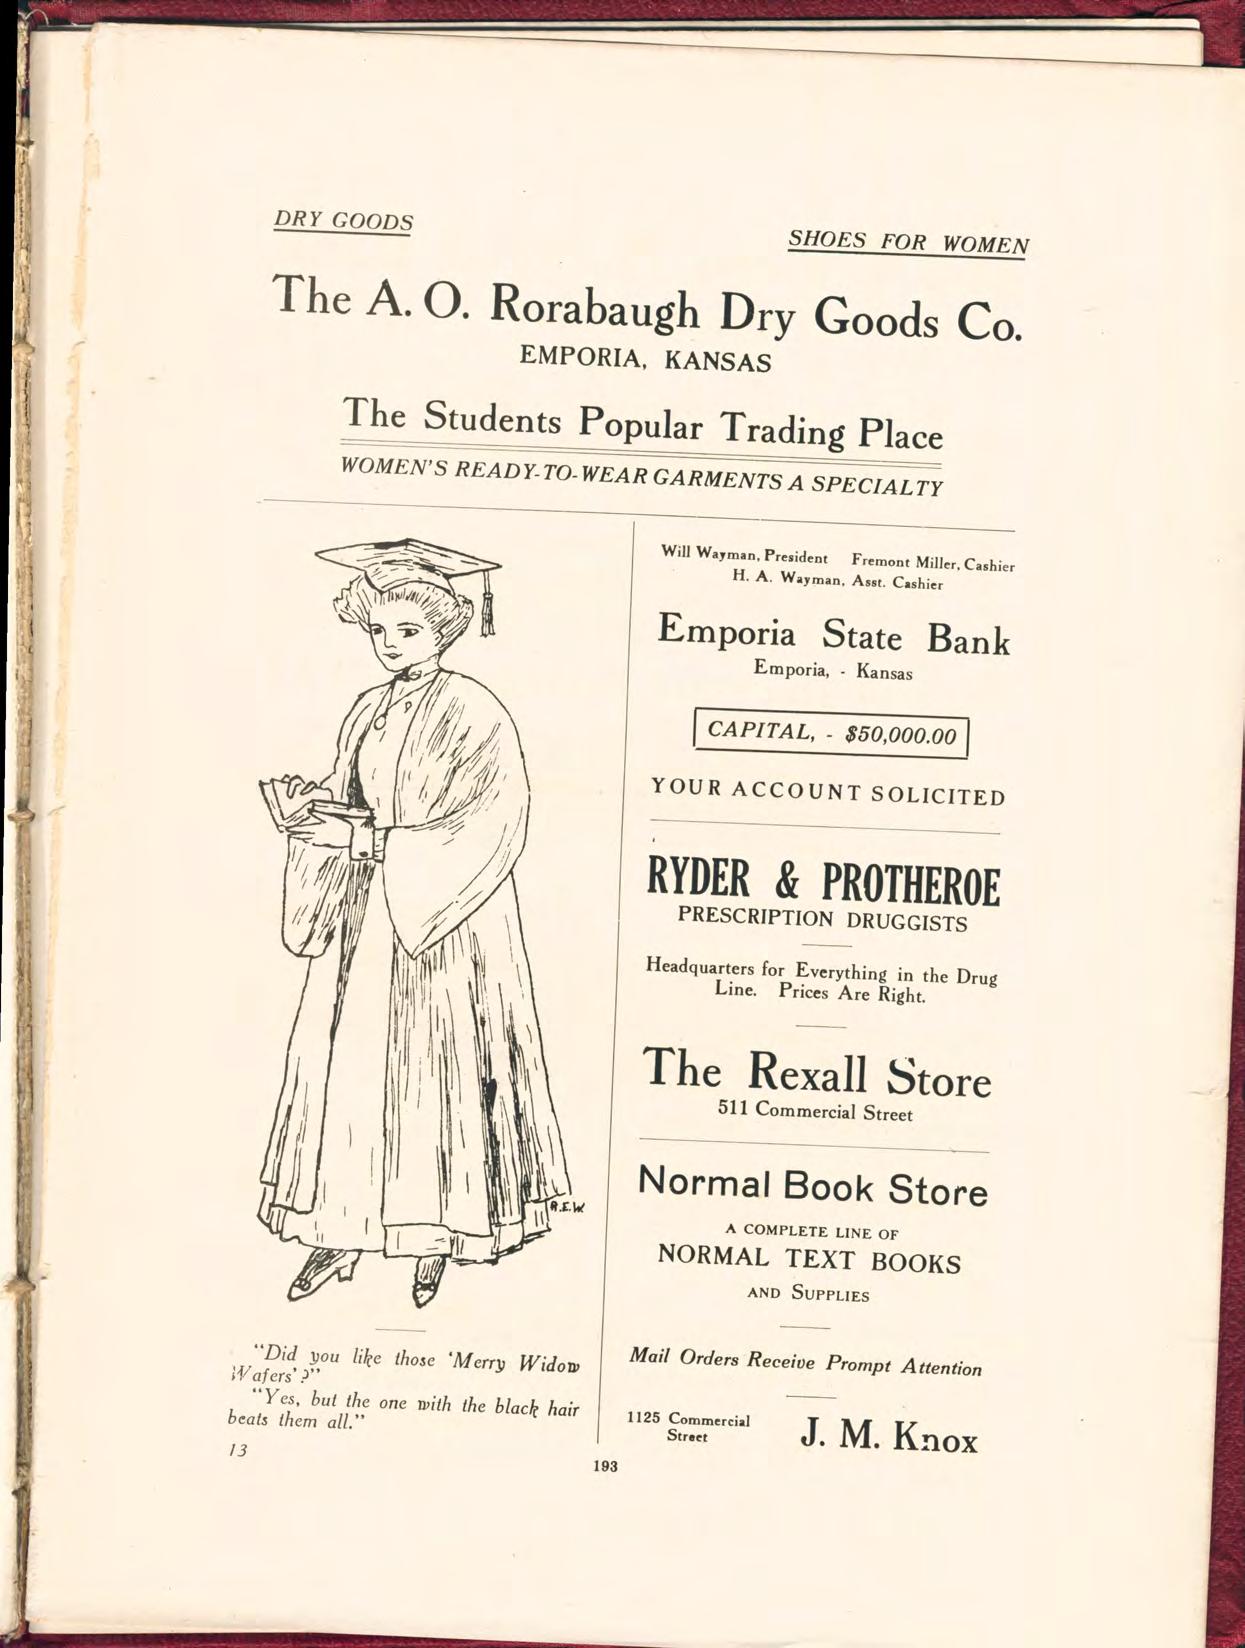 DRY GOODS
SHOES FOR WOMEN
The A. O. Rorabaugh Dry Goods Co.
EMPORIA, KANSAS
The Students Popular Trading Place
WOMEN'S READY-TO-WEAR GARMENTS A SPECIALTY
R.E.W.
"Did you like those 'Merry Widow
Wafers'?"
"Yes, but the one with the black hair
beats them all."
13
Will Wayman, President Fremont Miller, Cashier
H. A. Wayman, Asst. Cashier
Emporia State Bank
Emporia, - Kansas
CAPITAL, - $50,000.00
YOUR ACCOUNT SOLICITED
RYDER & PROTHEROE
PRESCRIPTION DRUGGISTS
Headquarters for Everything in the Drug
Line. Prices Are Right.
The Rexall Store
511 Commercial Street
Normal Book Store
A COMPLETE LINE OF
NORMAL TEXT BOOKS
AND SUPPLIES
Mail Orders Receive Prompt Attention
1125 Commercial
Street
J. M. Knox
193